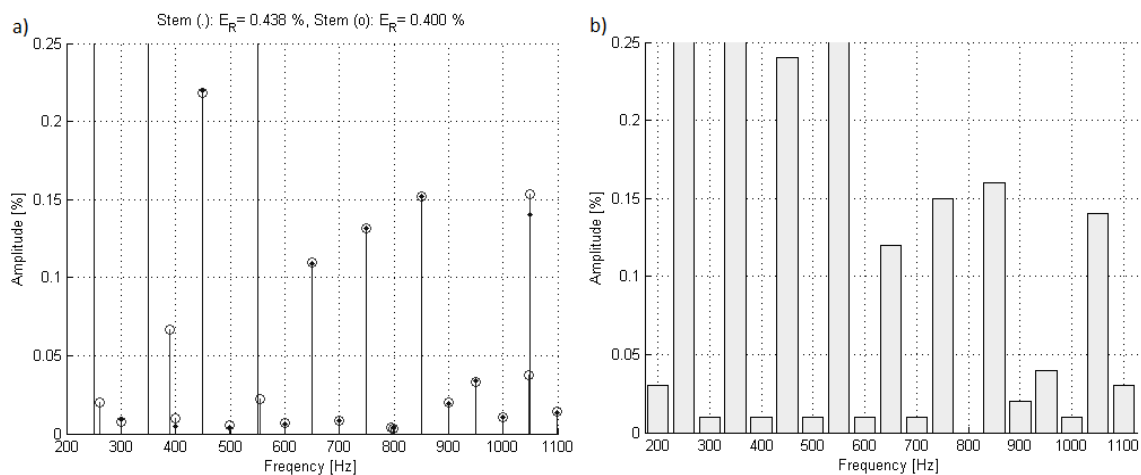 a) Stem (.): E_R= 0.438 %, Stem (o): E_R= 0.400 %
0.25
0.2
0.15
0.1
0.05
0
Amplitude [%]
200 300 400 500 600 700 800 900 1000 1100
Freqency [Hz]
b)
0.25
0.2
0.15
0.1
0.05
0
Amplitude [%]
200 300 400 500 600 700 800 900 1000 1100
Frequency [Hz]